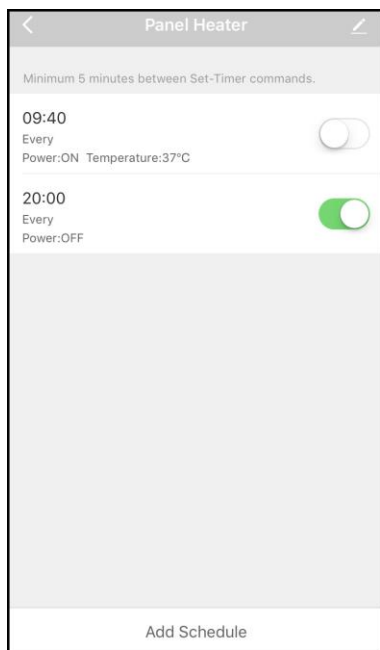 Panel Heater
Minimum 5 minutes between Set-Timer commands.
09:40
Every
Power:ON Temperature:37°C
20:00
Every
Power:OFF
Add Schedule